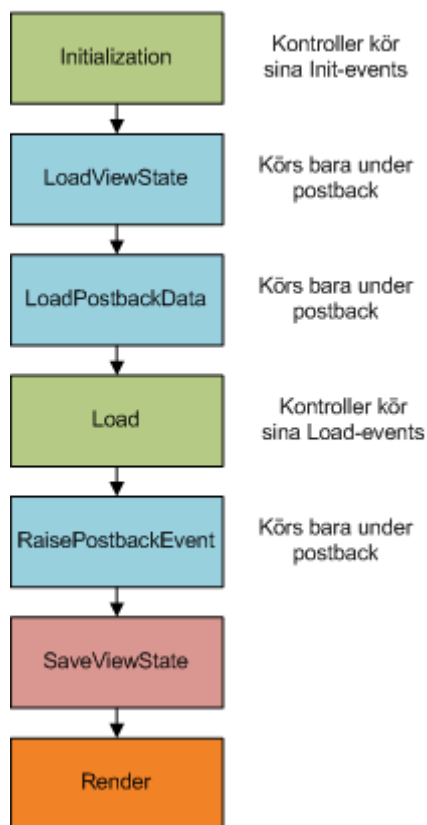 Initialization
Kontroller kör
sina Init-events
LoadViewState
Körs bara under
postback
LoadPostbackData
Körs bara under
postback
Load
Kontroller kör
sina Load-events
RaisePostbackEvent
Körs bara under
postback
SaveViewState
Render